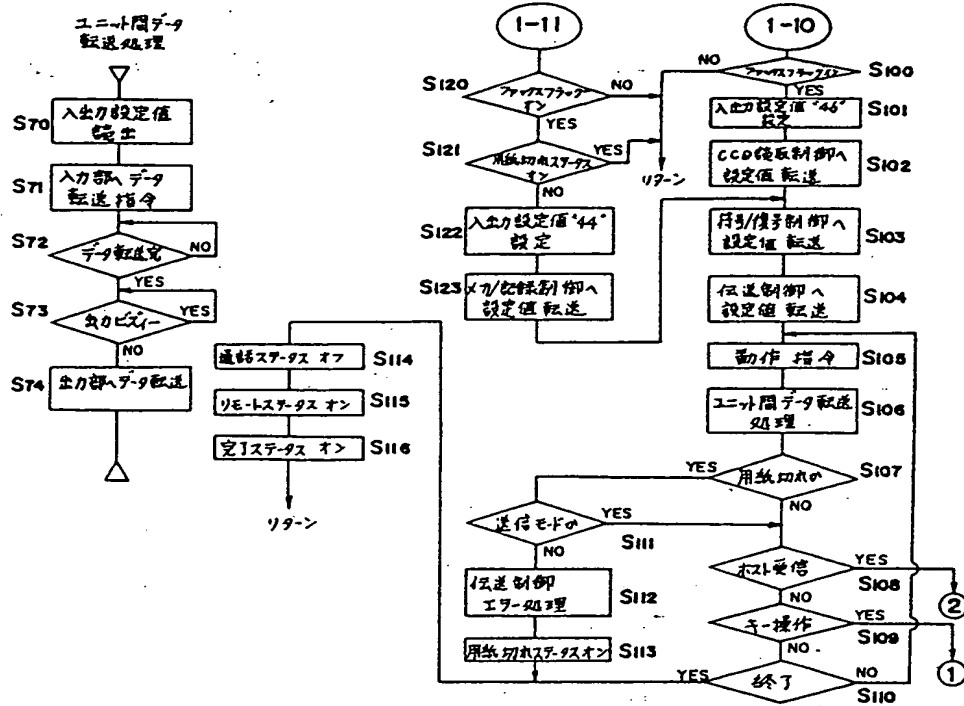 ユニット間データ
転送処理
S70
入出力設定値
読出
S71
入力部へデータ
転送指令
S72
データ転送完
NO
YES
S73
出力ビズィー
YES
NO
S74
出力部へデータ転送
1-11
S120
ファックスフラグ
オン
NO
YES
S121
用紙切れステータス
オン
YES
NO
リターン
S122
入出力設定値"44"
設定
S123
メカ/記録制御へ
設定値転送
1-10
NO
ファックスフラグオン
S100
YES
入出力設定値"46"
設定
S101
CCD読取制御へ
設定値転送
S102
符号/復号制御へ
設定値転送
S103
伝送制御へ
設定値転送
S104
動作指令
S105
ユニット間データ転送
処理
S106
YES
用紙切れか
S107
NO
送信モードか
YES
S111
NO
伝送制御
エラー処理
S112
用紙切れステータスオン
S113
ホスト受信
YES
S108
②
NO
キー操作
YES
S109
①
NO
YES
終了
NO
S110
通話ステータス オフ
S114
リモートステータス オン
S115
完了ステータス オン
S116
リターン